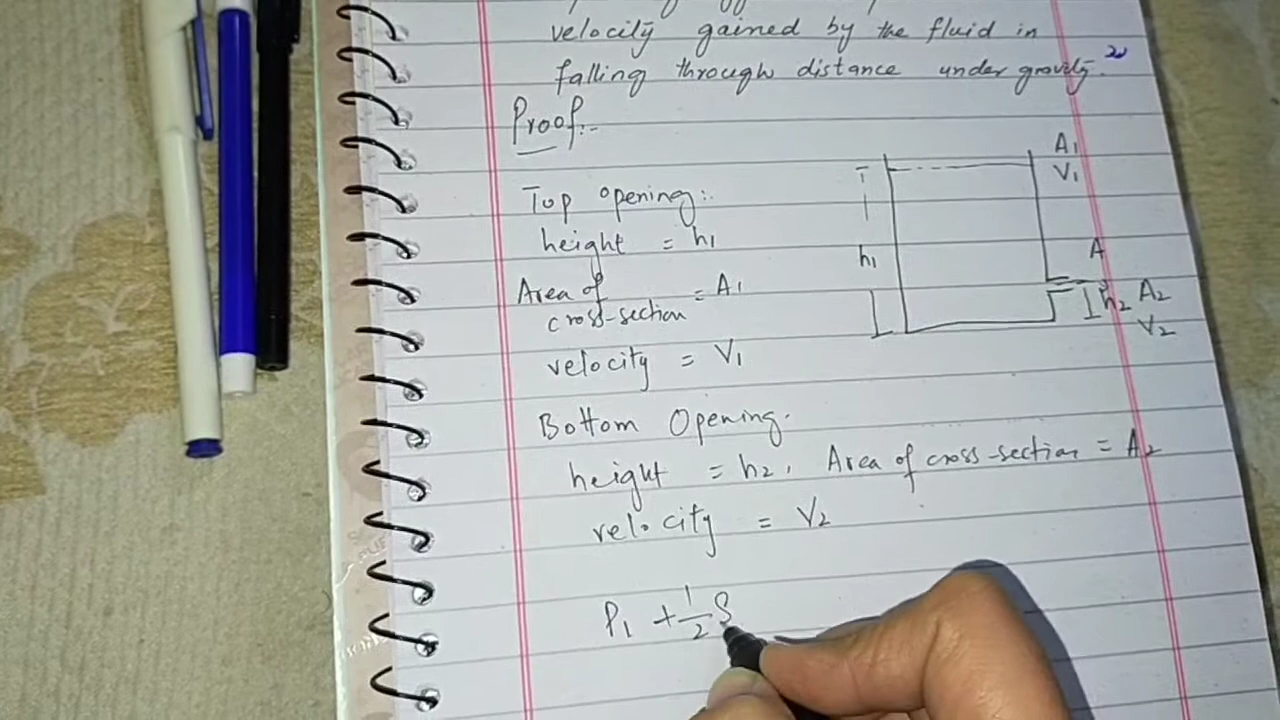 velocity gained by the fluid in
falling through distance under gravity."
Proof:-
Top opening:
height = h₁
Area of cross-section = A₁
velocity = V₁
A₁
V₁
h₁
A
h₂ A₂
V₂
Bottom Opening.
height = h₂, Area of cross-section = A₂
velocity = V₂
P₁ + 1/2 ρ